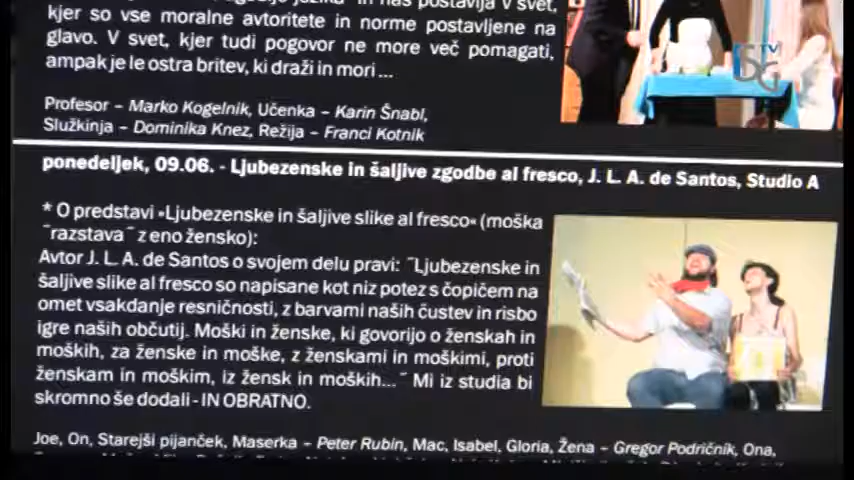 nas postavlja v svet,
kjer so vse moralne avtoritete in norme postavljene na
glavo. V svet, kjer tudi pogovor ne more več pomagati,
ampak je le ostra britev, ki draži in mori ...
Profesor – Marko Kogelnik, Učenka – Karin Šnabl,
Služkinja – Dominika Knez, Režija – Franci Kotnik
TV
SG
ponedeljek, 09.06. - Ljubezenske in šaljive zgodbe al fresco, J. L. A. de Santos, Studio A
* O predstavi »Ljubezenske in šaljive slike al fresco« (moška
˝razstava˝ z eno žensko):
Avtor J. L. A. de Santos o svojem delu pravi: ˝Ljubezenske in
šaljive slike al fresco so napisane kot niz potez s čopičem na
omet vsakdanje resničnosti, z barvami naših čustev in risbo
igre naših občutij. Moški in ženske, ki govorijo o ženskah in
moških, za ženske in moške, z ženskami in moškimi, proti
ženskam in moškim, iz žensk in moških...˝ Mi iz studia bi
skromno še dodali - IN OBRATNO.
Joe, On, Starejši pijanček, Maserka – Peter Rubin, Mac, Isabel, Gloria, Žena – Gregor Podričnik, Ona,